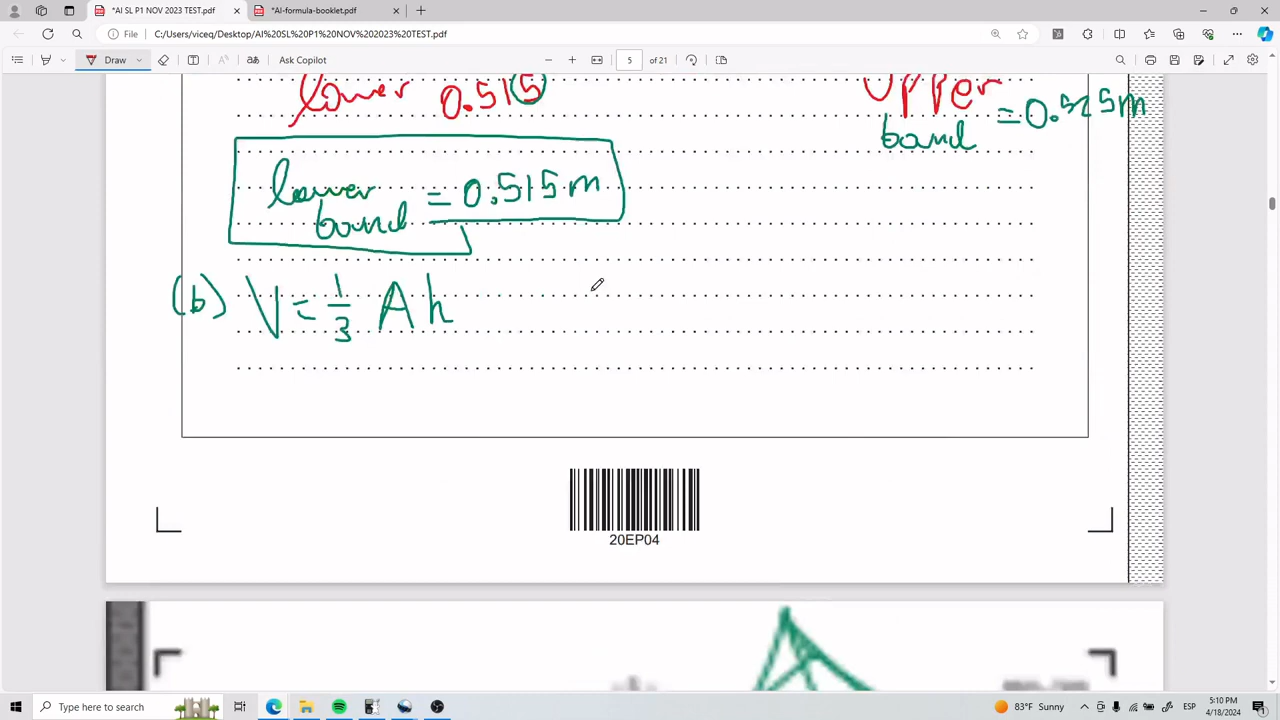 *AI SL P1 NOV 2023 TEST.pdf
*AI-formula-booklet.pdf
File C:/Users/viceq/Desktop/AI%20SL%20P1%20NOV%202023%20TEST.pdf
Draw Ask Copilot 5 of 21
lower 0.515
upper bond = 0.525m
lower bond = 0.515m
(b) V = 1/3 A h
20EP04
Type here to search
83°F Sunny ESP 5:10 PM 4/18/2024